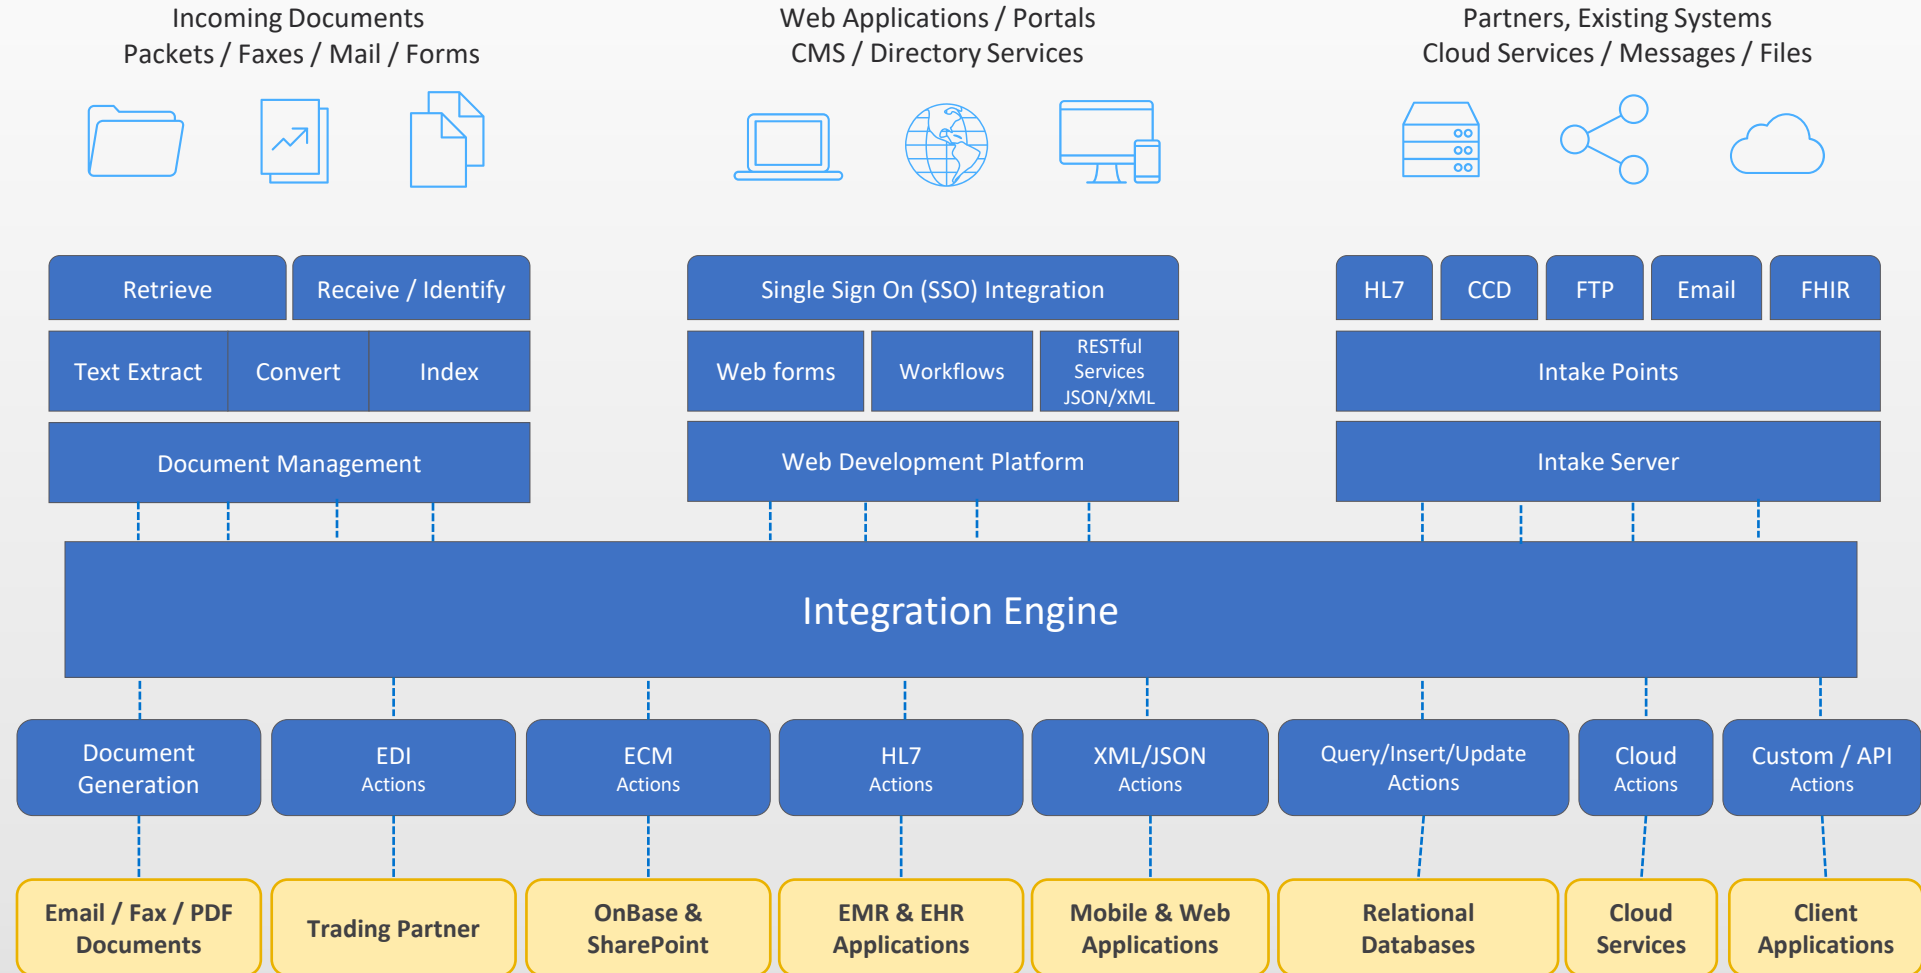 Incoming Documents
Packets / Faxes / Mail / Forms
Web Applications / Portals
CMS / Directory Services
Partners, Existing Systems
Cloud Services / Messages / Files
Retrieve
Receive / Identify
Text Extract
Convert
Index
Document Management
Single Sign On (SSO) Integration
Web forms
Workflows
RESTful
Services
JSON/XML
Web Development Platform
HL7
CCD
FTP
Email
FHIR
Intake Points
Intake Server
Integration Engine
Document
Generation
EDI
Actions
ECM
Actions
HL7
Actions
XML/JSON
Actions
Query/Insert/Update
Actions
Cloud
Actions
Custom / API
Actions
Email / Fax / PDF
Documents
Trading Partner
OnBase &
SharePoint
EMR & EHR
Applications
Mobile & Web
Applications
Relational
Databases
Cloud
Services
Client
Applications